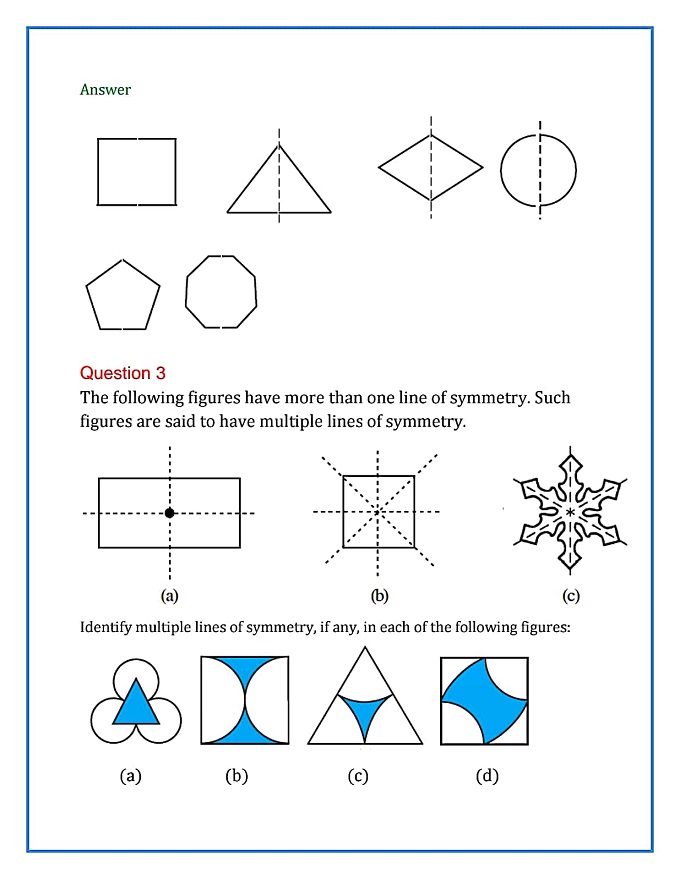 Answer
Question 3
The following figures have more than one line of symmetry. Such
figures are said to have multiple lines of symmetry.
(a) (b) (c)
Identify multiple lines of symmetry, if any, in each of the following figures:
(a) (b) (c) (d)